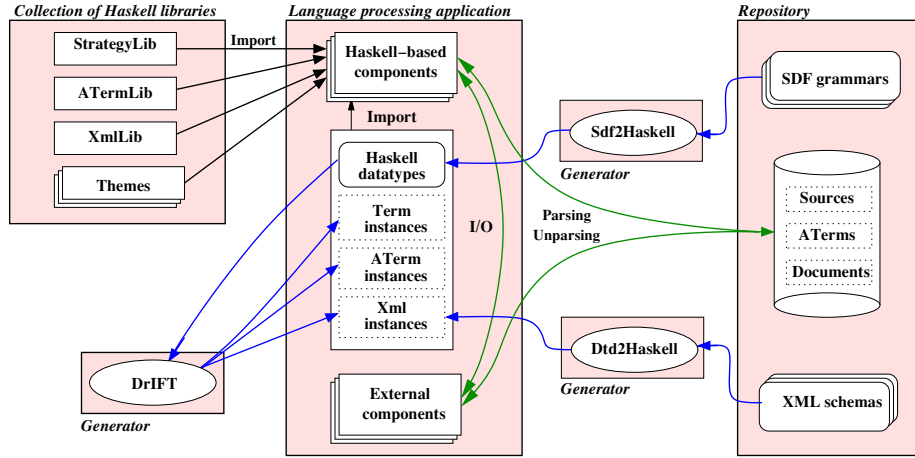 Collection of Haskell libraries
StrategyLib
ATermLib
XmlLib
Themes
Import
Language processing application
Haskell-based
components
Import
Haskell
datatypes
Term
instances
ATerm
instances
Xml
instances
I/O
External
components
DrIFT
Generator
Sdf2Haskell
Generator
Parsing
Unparsing
Dtd2Haskell
Generator
Repository
SDF grammars
Sources
ATerms
Documents
XML schemas